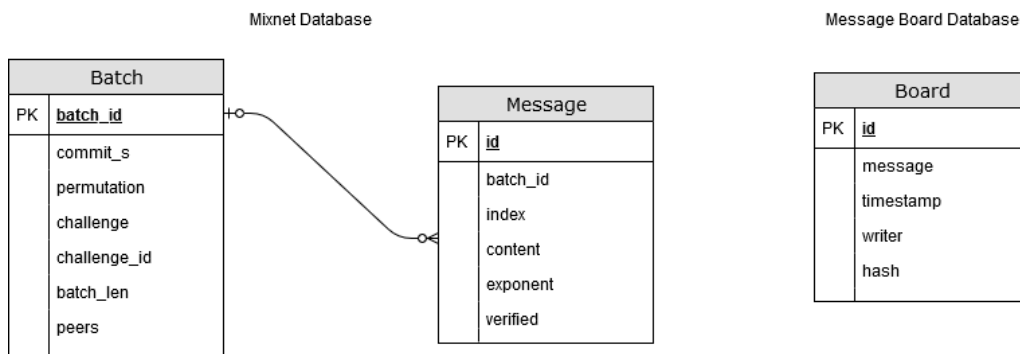 Mixnet Database
Message Board Database
Batch
PK batch_id
commit_s
permutation
challenge
challenge_id
batch_len
peers
Message
PK id
batch_id
index
content
exponent
verified
Board
PK id
message
timestamp
writer
hash